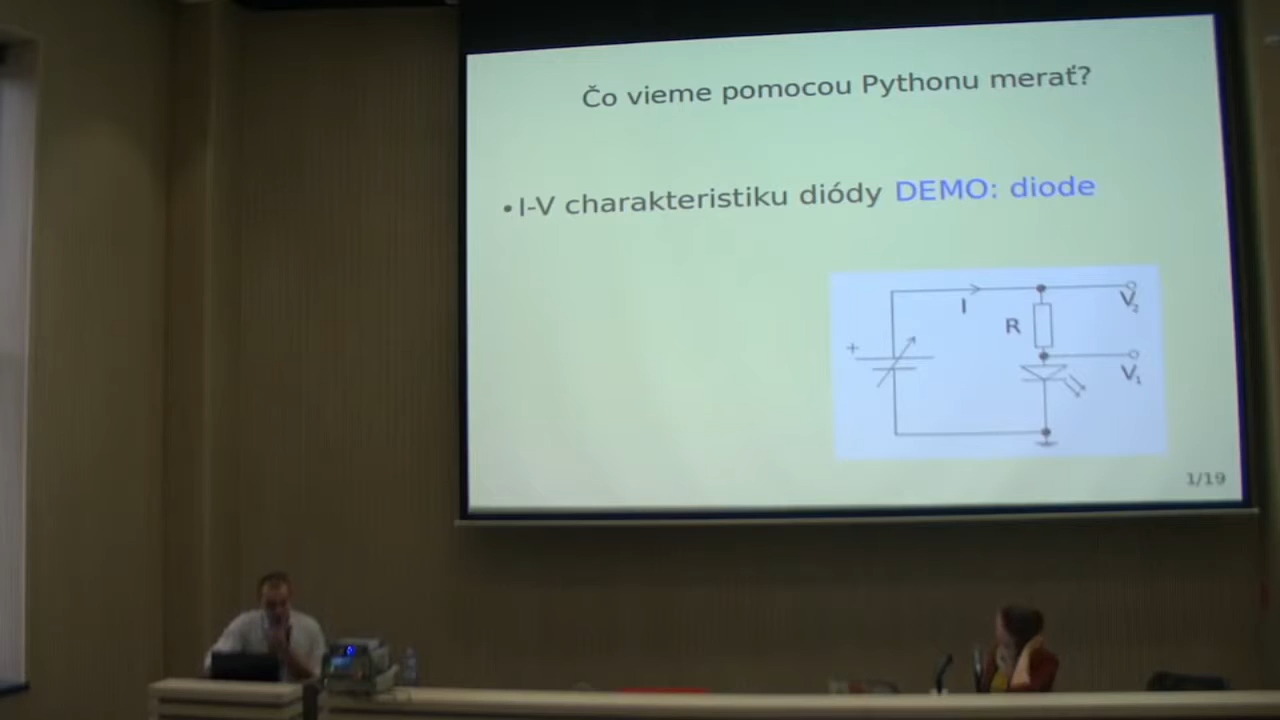 Čo vieme pomocou Pythonu merať?
•I-V charakteristiku diódy DEMO: diode
I
V2
R
+
V1
1/19